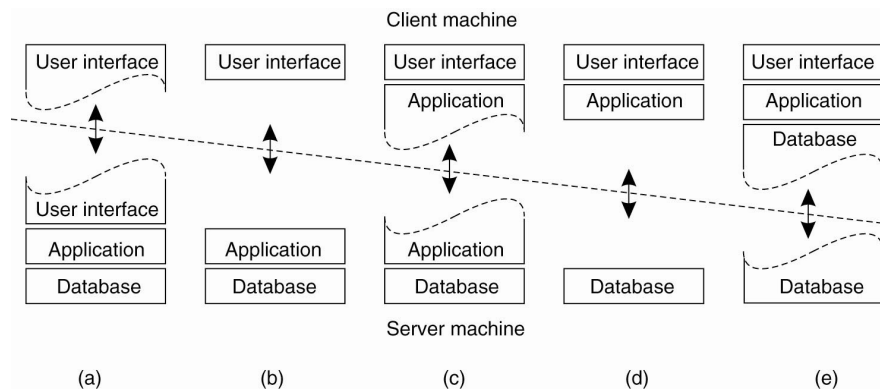 Client machine
User interface User interface User interface User interface User interface
Application Application Application
Database
User interface
Application Application Application
Database Database Database Database Database
Server machine
(a) (b) (c) (d) (e)